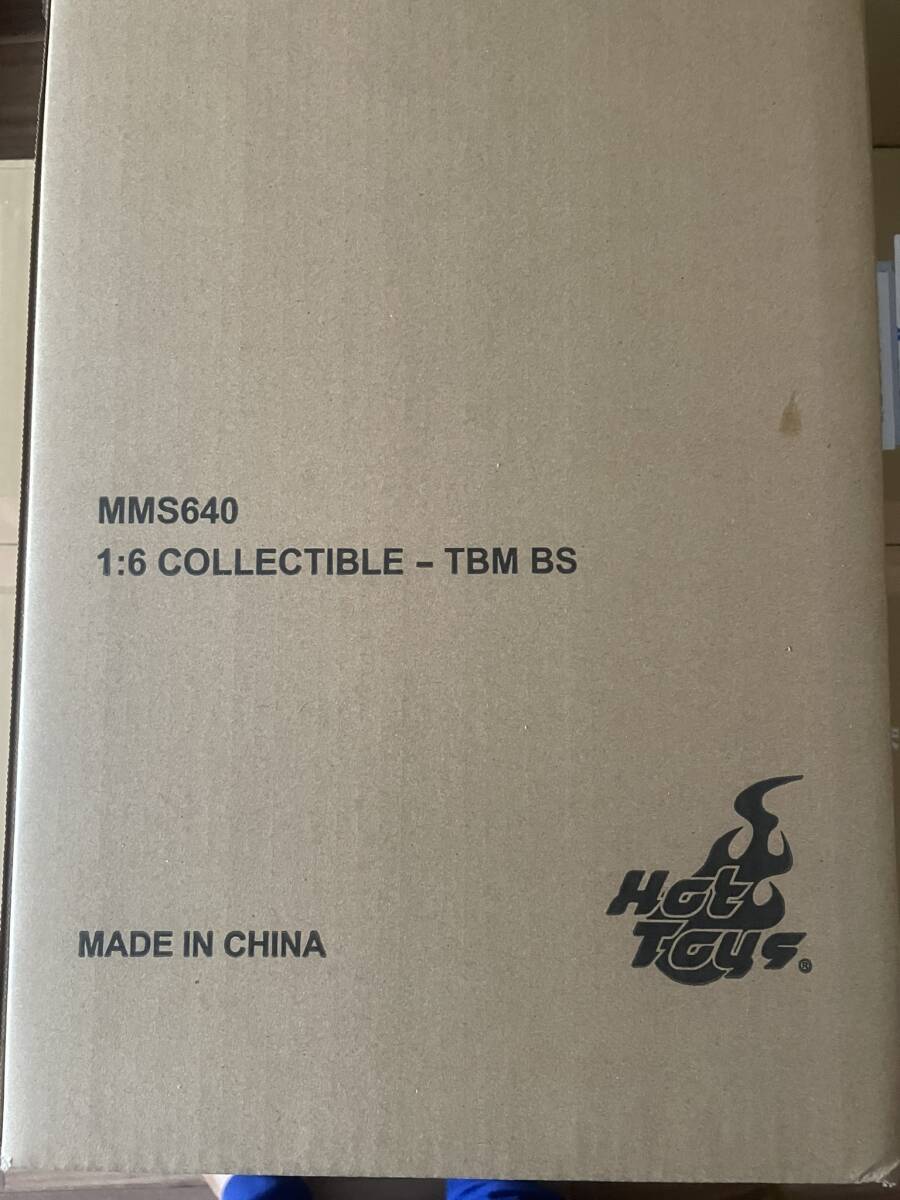 MMS640
1:6 COLLECTIBLE – TBM BS
Hot
Toys®
MADE IN CHINA